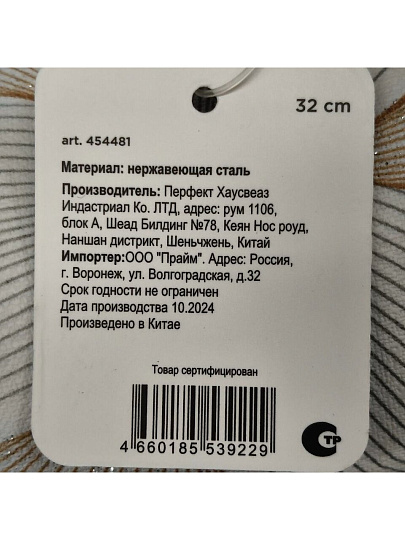 32 cm
art. 454481
Материал: нержавеющая сталь
Производитель: Перфект Хаусвеаз
Индастриал Ко. ЛТД, адрес: рум 1106,
блок А, Шеад Билдинг №78, Кеян Нос роуд,
Наншан дистрикт, Шеньчжень, Китай
Импортер:ООО "Прайм". Адрес: Россия,
г. Воронеж, ул. Волгоградская, д.32
Срок годности не ограничен
Дата производства 10.2024
Произведено в Китае
Товар сертифицирован
4 660185 539229
СТР